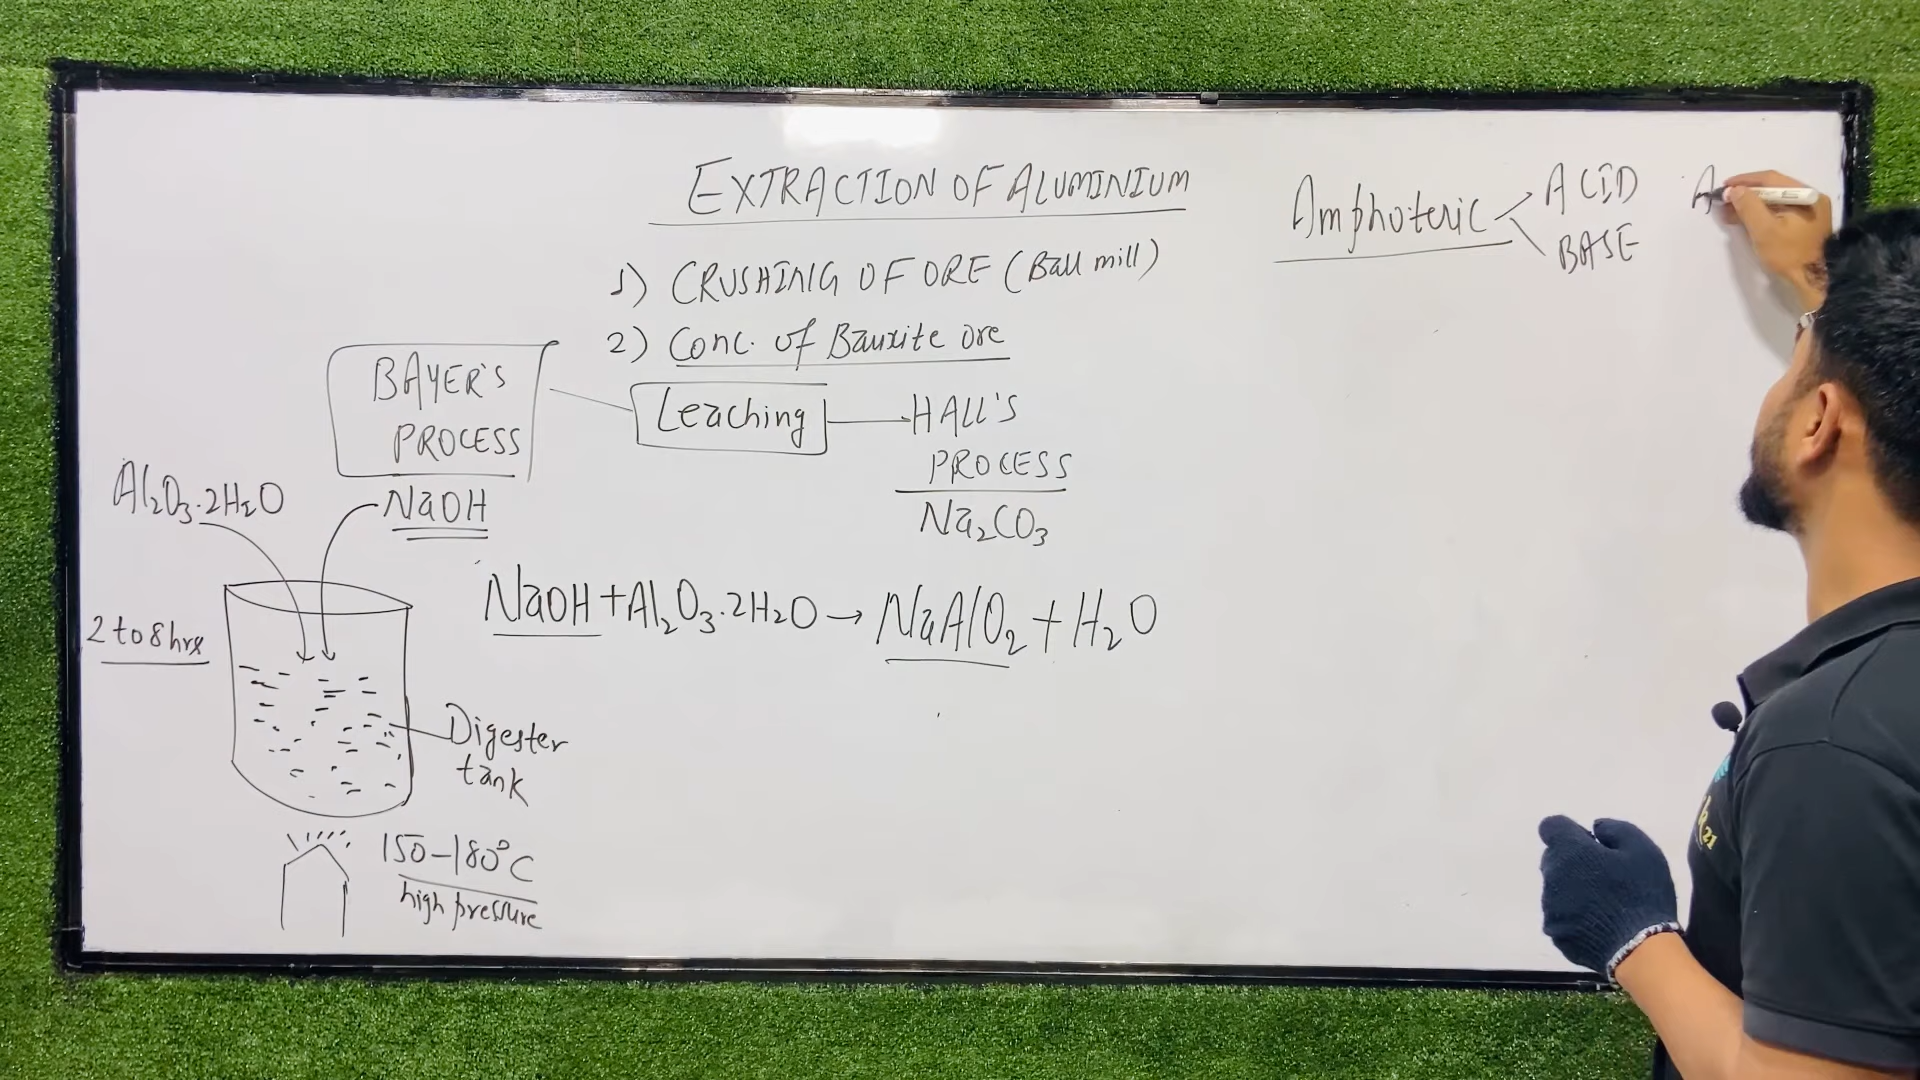 EXTRACTION OF ALUMINIUM
1) CRUSHING OF ORE (Ball mill)
2) Conc. of Bauxite ore
BAYER'S
PROCESS
Leaching
HALL'S
PROCESS
Na₂CO₃
Al₂O₃.2H₂O
NaOH
NaOH + Al₂O₃.2H₂O → NaAlO₂ + H₂O
2 to 8 hrs
Digester
tank
150-180°C
high pressure
Amphoteric
ACID
BASE
A
21